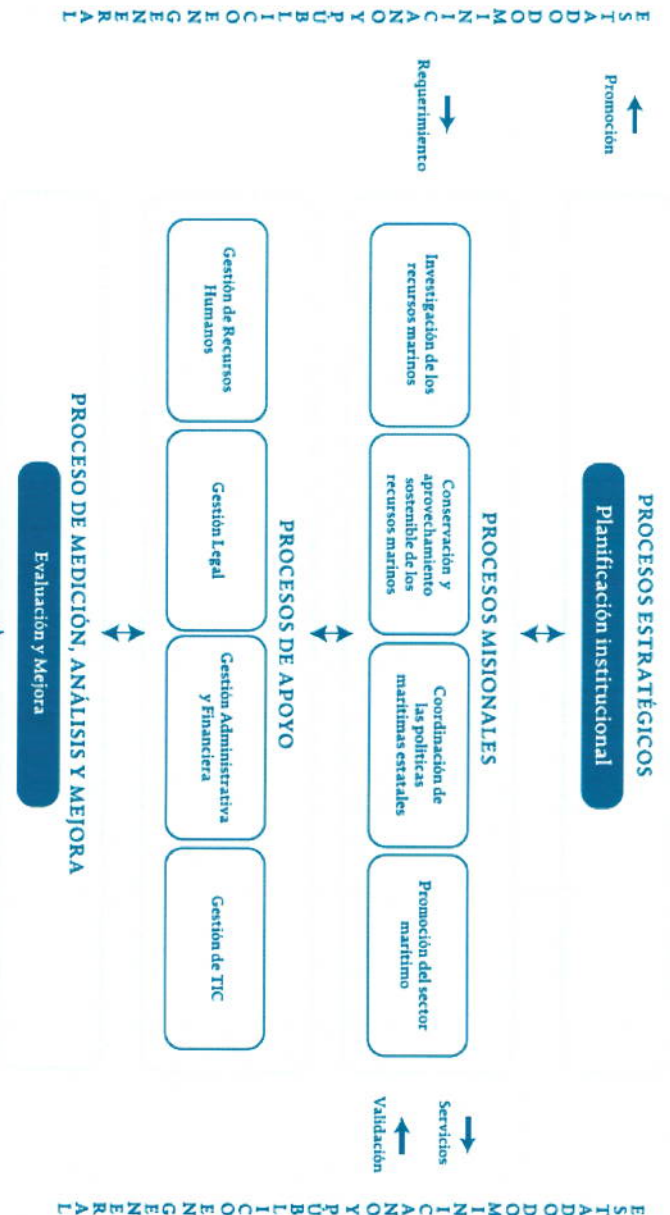 ESTADO DOMINICANO Y PÚBLICO EN GENERAL
Promoción
Requerimiento
PROCESOS ESTRATÉGICOS
Planificación institucional
PROCESOS MISIONALES
Investigación de los
recursos marinos
Conservación y
aprovechamiento
sostenible de los
recursos marinos
Coordinación de
las políticas
marítimas estatales
Promoción del sector
marítimo
PROCESOS DE APOYO
Gestión de Recursos
Humanos
Gestión Legal
Gestión Administrativa
y Financiera
Gestión de TIC
PROCESO DE MEDICIÓN, ANÁLISIS Y MEJORA
Evaluación y Mejora
Servicios
Validación
ESTADO DOMINICANO Y PÚBLICO EN GENERAL